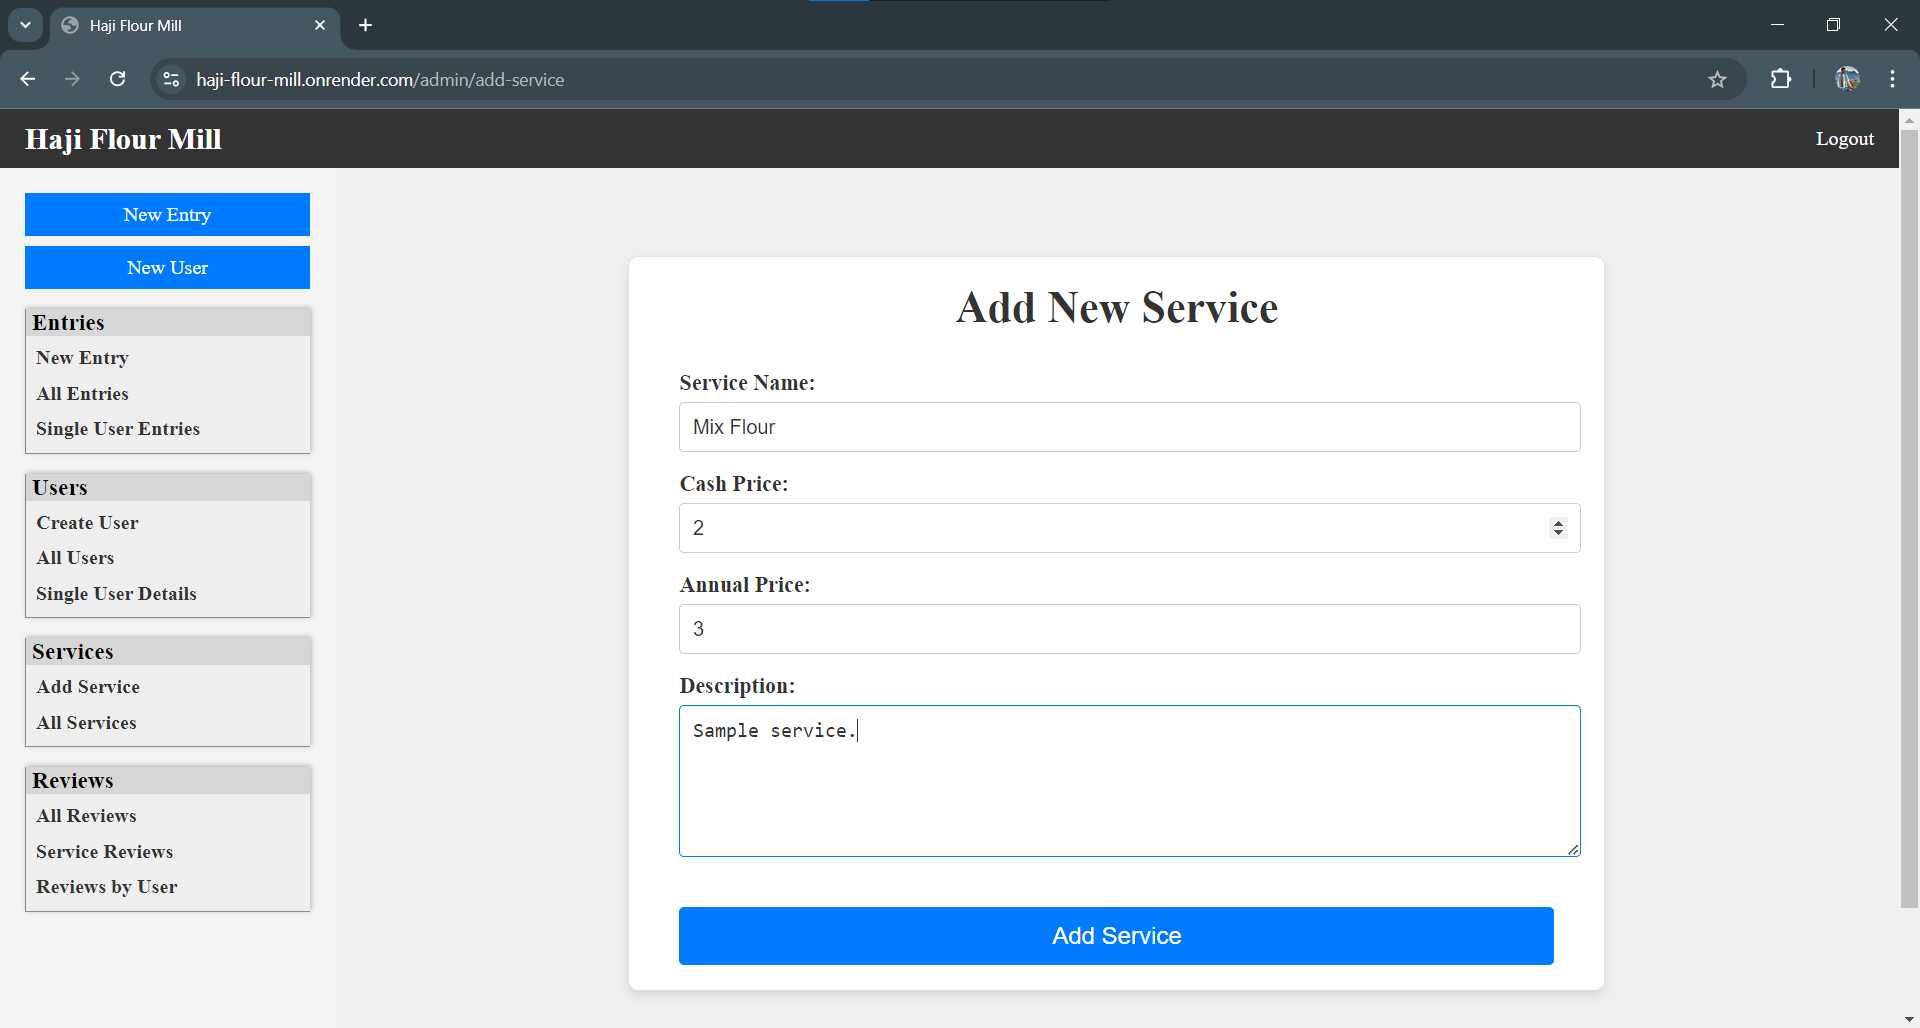 Haji Flour Mill
haji-flour-mill.onrender.com/admin/add-service
Haji Flour Mill
Logout
New Entry
New User
Entries
New Entry
All Entries
Single User Entries
Users
Create User
All Users
Single User Details
Services
Add Service
All Services
Reviews
All Reviews
Service Reviews
Reviews by User
Add New Service
Service Name:
Mix Flour
Cash Price:
2
Annual Price:
3
Description:
Sample service.
Add Service